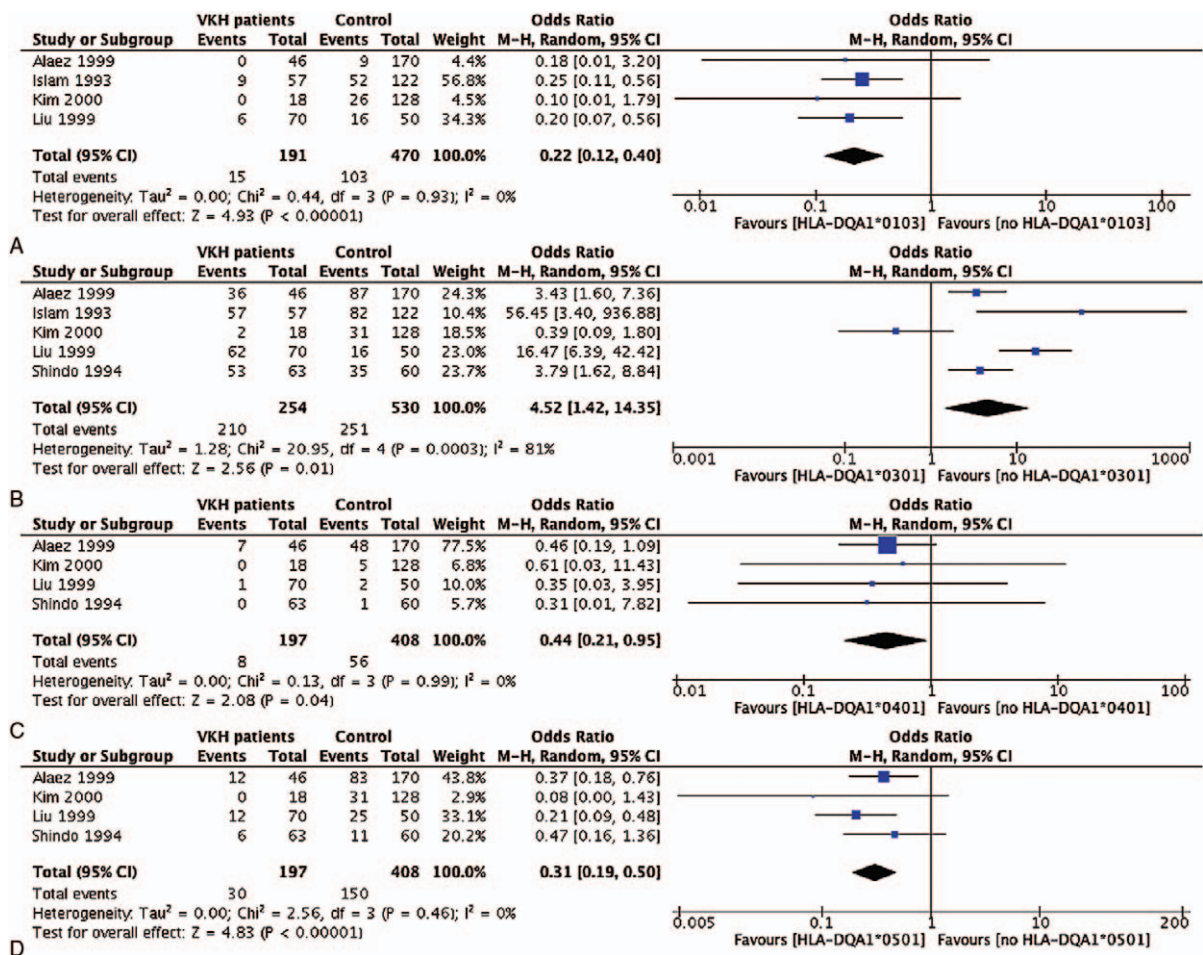 VKH patients Control Odds Ratio Odds Ratio
Study or Subgroup Events Total Events Total Weight M-H, Random, 95% CI M-H, Random, 95% CI
Alaez 1999 0 46 9 170 4.4% 0.18 [0.01, 3.20]
Islam 1993 9 57 52 122 56.8% 0.25 [0.11, 0.56]
Kim 2000 0 18 26 128 4.5% 0.10 [0.01, 1.79]
Liu 1999 6 70 16 50 34.3% 0.20 [0.07, 0.56]
Total (95% CI) 191 470 100.0% 0.22 [0.12, 0.40]
Total events 15 103
Heterogeneity: Tau² = 0.00; Chi² = 0.44, df = 3 (P = 0.93); I² = 0%
Test for overall effect: Z = 4.93 (P < 0.00001)
0.01 0.1 1 10 100
Favours [HLA-DQA1*0103] Favours [no HLA-DQA1*0103]
A
VKH patients Control Odds Ratio Odds Ratio
Study or Subgroup Events Total Events Total Weight M-H, Random, 95% CI M-H, Random, 95% CI
Alaez 1999 36 46 87 170 24.3% 3.43 [1.60, 7.36]
Islam 1993 57 57 82 122 10.4% 56.45 [3.40, 936.88]
Kim 2000 2 18 31 128 18.5% 0.39 [0.09, 1.80]
Liu 1999 62 70 16 50 23.0% 16.47 [6.39, 42.42]
Shindo 1994 53 63 35 60 23.7% 3.79 [1.62, 8.84]
Total (95% CI) 254 530 100.0% 4.52 [1.42, 14.35]
Total events 210 251
Heterogeneity: Tau² = 1.28; Chi² = 20.95, df = 4 (P = 0.0003); I² = 81%
Test for overall effect: Z = 2.56 (P = 0.01)
0.001 0.1 1 10 1000
Favours [HLA-DQA1*0301] Favours [no HLA-DQA1*0301]
B
VKH patients Control Odds Ratio Odds Ratio
Study or Subgroup Events Total Events Total Weight M-H, Random, 95% CI M-H, Random, 95% CI
Alaez 1999 7 46 48 170 77.5% 0.46 [0.19, 1.09]
Kim 2000 0 18 5 128 6.8% 0.61 [0.03, 11.43]
Liu 1999 1 70 2 50 10.0% 0.35 [0.03, 3.95]
Shindo 1994 0 63 1 60 5.7% 0.31 [0.01, 7.82]
Total (95% CI) 197 408 100.0% 0.44 [0.21, 0.95]
Total events 8 56
Heterogeneity: Tau² = 0.00; Chi² = 0.13, df = 3 (P = 0.99); I² = 0%
Test for overall effect: Z = 2.08 (P = 0.04)
0.01 0.1 1 10 100
Favours [HLA-DQA1*0401] Favours [no HLA-DQA1*0401]
C
VKH patients Control Odds Ratio Odds Ratio
Study or Subgroup Events Total Events Total Weight M-H, Random, 95% CI M-H, Random, 95% CI
Alaez 1999 12 46 83 170 43.8% 0.37 [0.18, 0.76]
Kim 2000 0 18 31 128 2.9% 0.08 [0.00, 1.43]
Liu 1999 12 70 25 50 33.1% 0.21 [0.09, 0.48]
Shindo 1994 6 63 11 60 20.2% 0.47 [0.16, 1.36]
Total (95% CI) 197 408 100.0% 0.31 [0.19, 0.50]
Total events 30 150
Heterogeneity: Tau² = 0.00; Chi² = 2.56, df = 3 (P = 0.46); I² = 0%
Test for overall effect: Z = 4.83 (P < 0.00001)
0.005 0.1 1 10 200
Favours [HLA-DQA1*0501] Favours [no HLA-DQA1*0501]
D